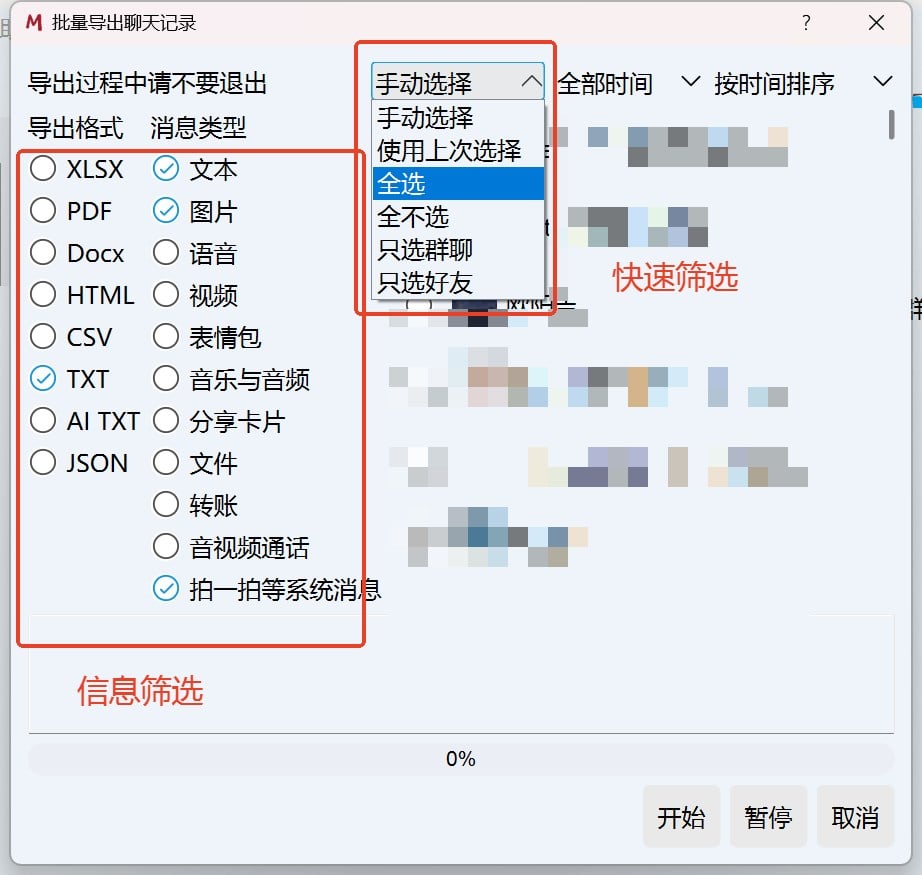 M 批量导出聊天记录 ?
导出过程中请不要退出 手动选择 全部时间 按时间排序
导出格式 消息类型
手动选择
使用上次选择
全选
全不选
只选群聊
只选好友
XLSX 文本
PDF 图片
Docx 语音
HTML 视频
CSV 表情包
TXT 音乐与音频
AI TXT 分享卡片
JSON 文件
转账
音视频通话
拍一拍等系统消息
快速筛选
信息筛选
0%
开始 暂停 取消